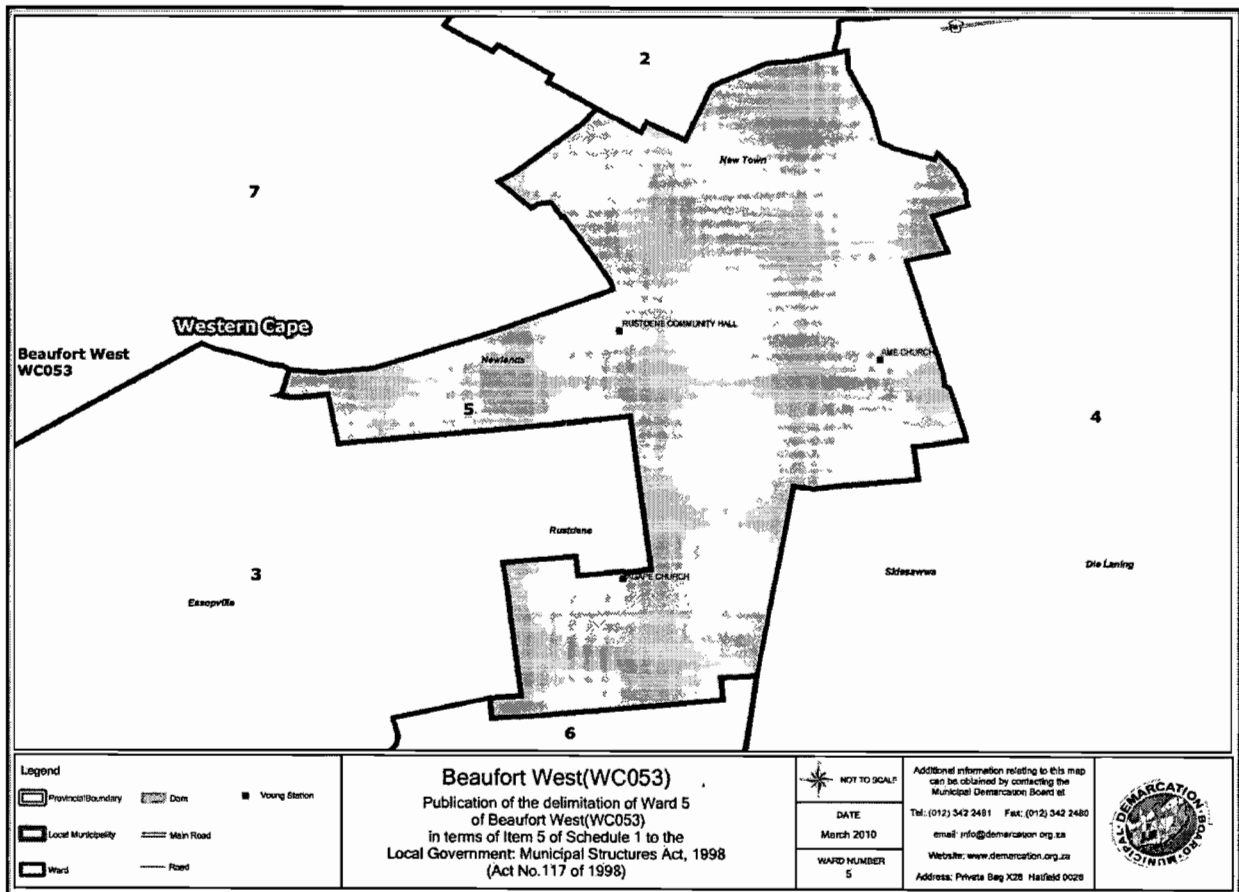 2
New Town
7
Western Cape
RUSTDENE COMMUNITY HALL
Beaufort West
WC053
Newlands
AME CHURCH
5
4
Rustdene
3
AGAPE CHURCH
Sidesavwa
Die Laning
Essopville
6
Legend
Provincial Boundary
Dam
Voung Station
Local Municipality
Main Road
Ward
Road
Beaufort West(WC053)
Publication of the delimitation of Ward 5
of Beaufort West(WC053)
in terms of Item 5 of Schedule 1 to the
Local Government: Municipal Structures Act, 1998
(Act No.117 of 1998)
NOT TO SCALE
DATE
March 2010
WARD NUMBER
5
Additional information relating to this map
can be obtained by contacting the
Municipal Demarcation Board at
Tel: (012) 342 2481 Fax: (012) 342 2480
email: info@demarcation.org.za
Website: www.demarcation.org.za
Address: Private Bag X28 Hatfield 0028
MUNICIPAL DEMARCATION BOARD